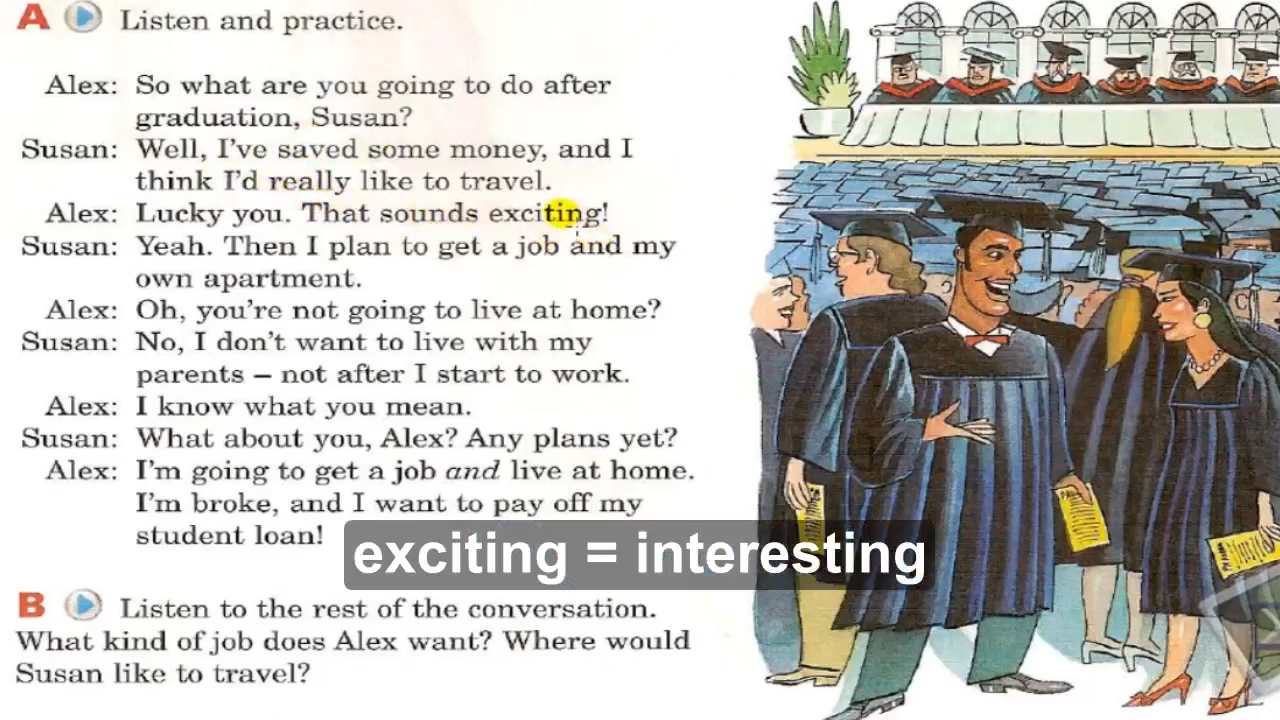 A Listen and practice.
Alex: So what are you going to do after
graduation, Susan?
Susan: Well, I've saved some money, and I
think I'd really like to travel.
Alex: Lucky you. That sounds exciting!
Susan: Yeah. Then I plan to get a job and my
own apartment.
Alex: Oh, you're not going to live at home?
Susan: No, I don't want to live with my
parents – not after I start to work.
Alex: I know what you mean.
Susan: What about you, Alex? Any plans yet?
Alex: I'm going to get a job and live at home.
I'm broke, and I want to pay off my
student loan!
exciting = interesting
B Listen to the rest of the conversation.
What kind of job does Alex want? Where would
Susan like to travel?